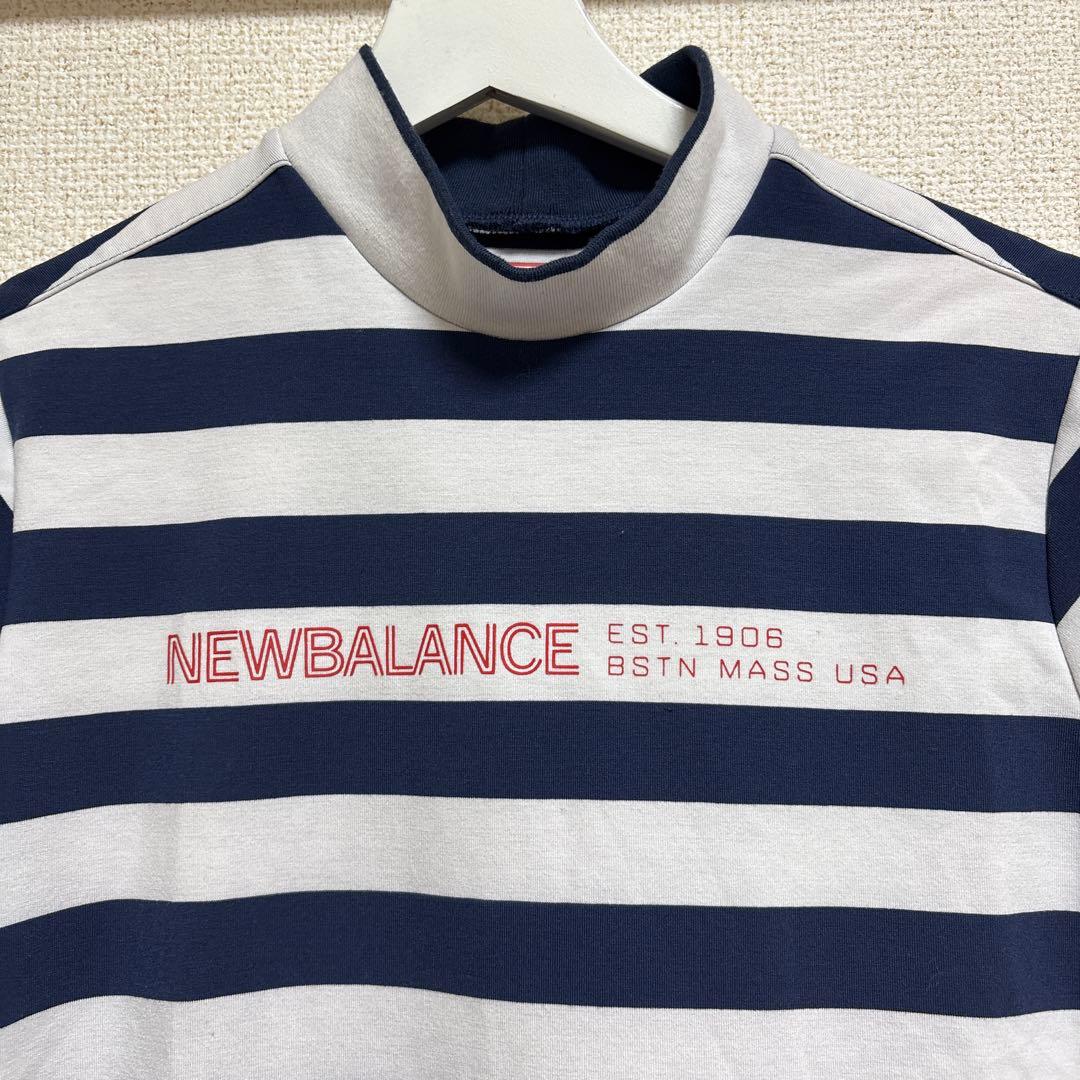 NEWBALANCE
EST. 1906
BSTN MASS USA